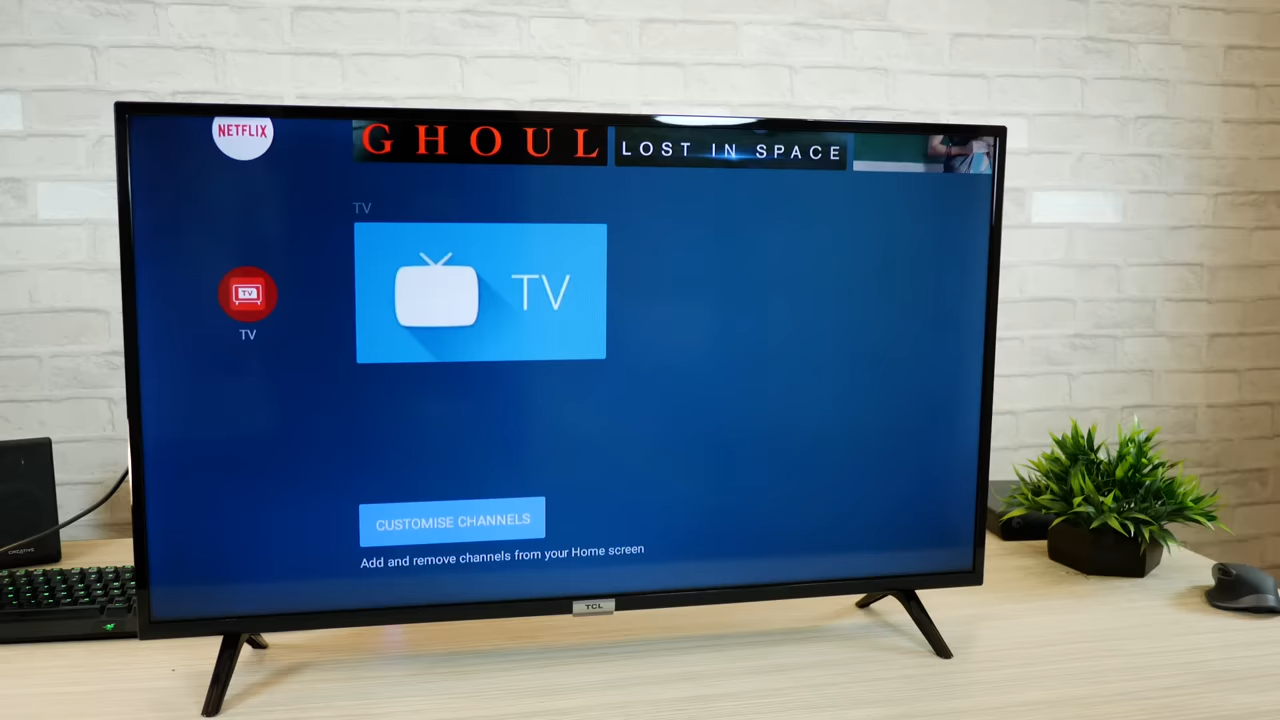 NETFLIX
GHOUL
LOST IN SPACE
TV
TV
TV
TV
CUSTOMISE CHANNELS
Add and remove channels from your Home screen
TCL
CREATIVE